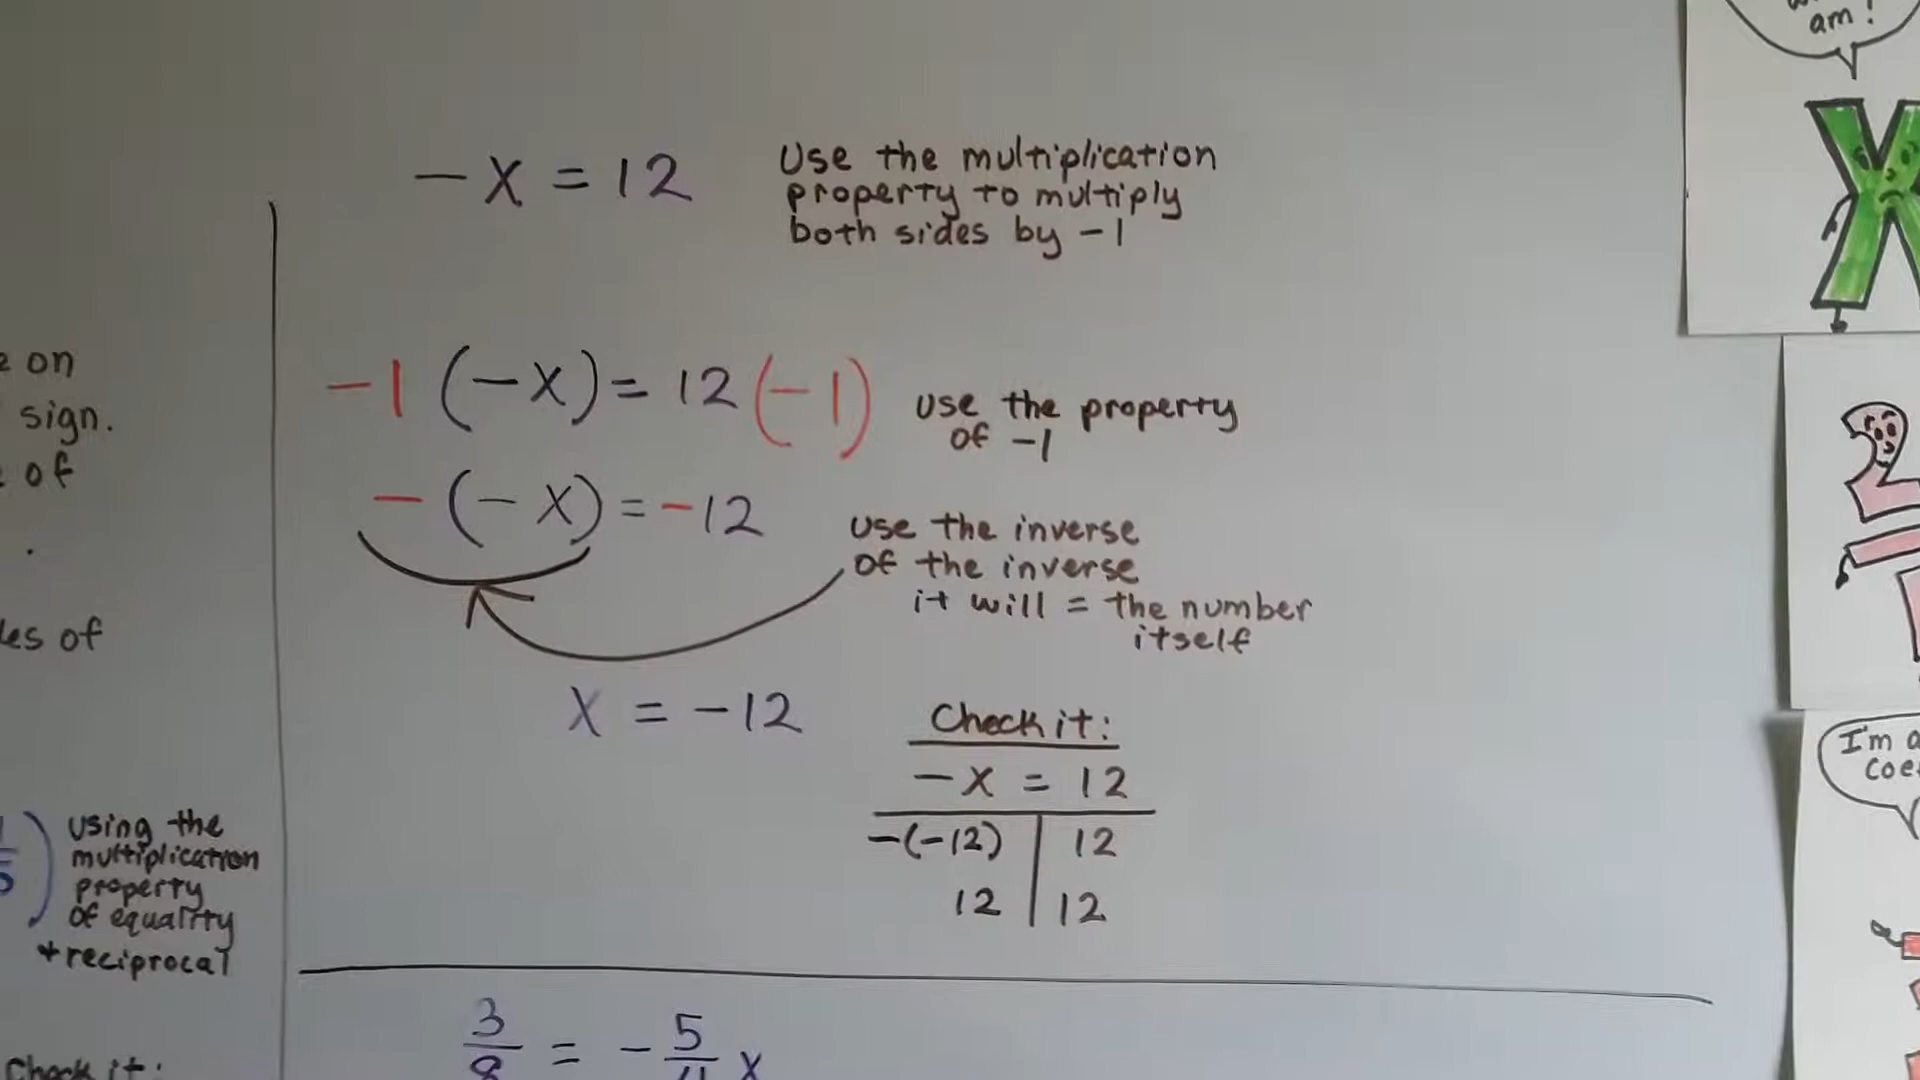 am!
-x = 12
Use the multiplication
property to multiply
both sides by -1
on
sign.
of
-1 (-x) = 12 (-1)
use the property
of -1
- (-x) = -12
use the inverse
of the inverse
it will = the number
itself
of
x = -12
Check it:
-x = 12
-(-12) | 12
12 | 12
using the
multiplication
property
of equality
+ reciprocal
Check it:
3/8 = - 5/4 x
I'm a